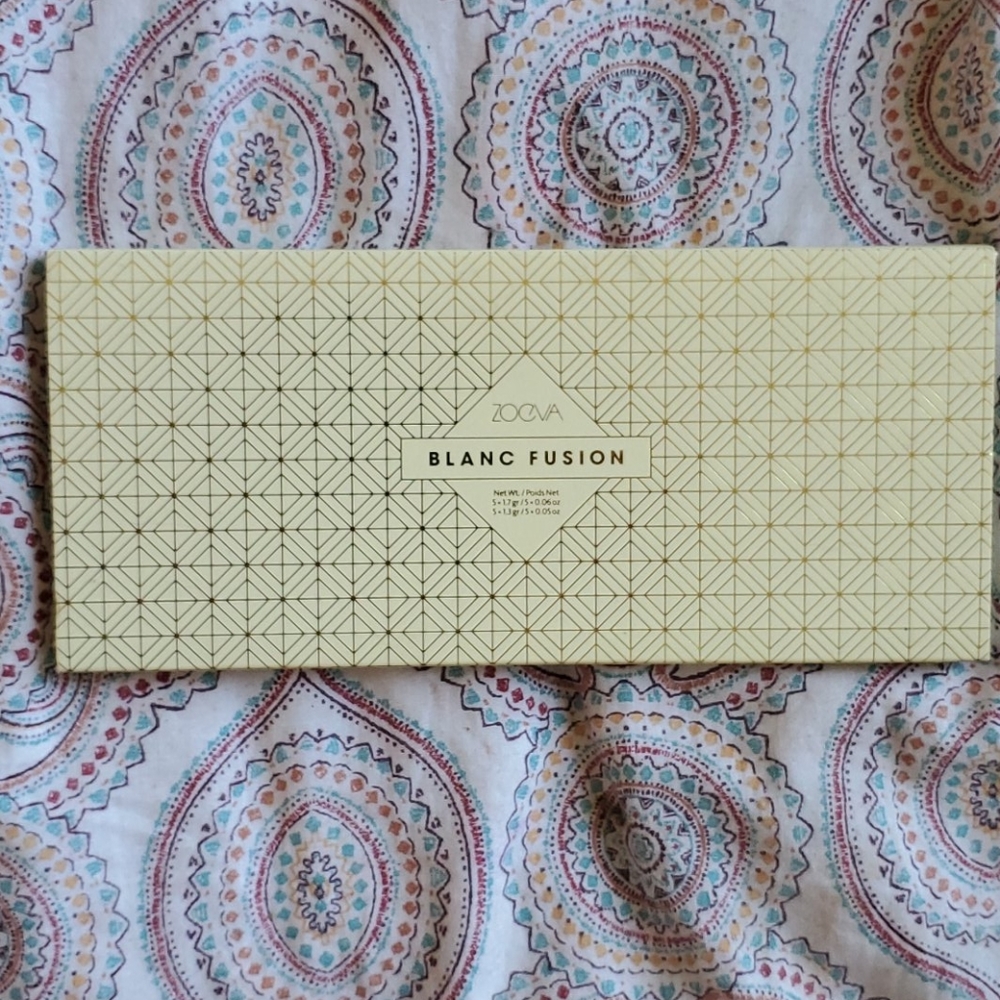 ZOEVA
BLANC FUSION
Net Wt. / Poids Net
5 × 1.7 gr / 5 × 0.06 oz
5 × 1.3 gr / 5 × 0.05 oz